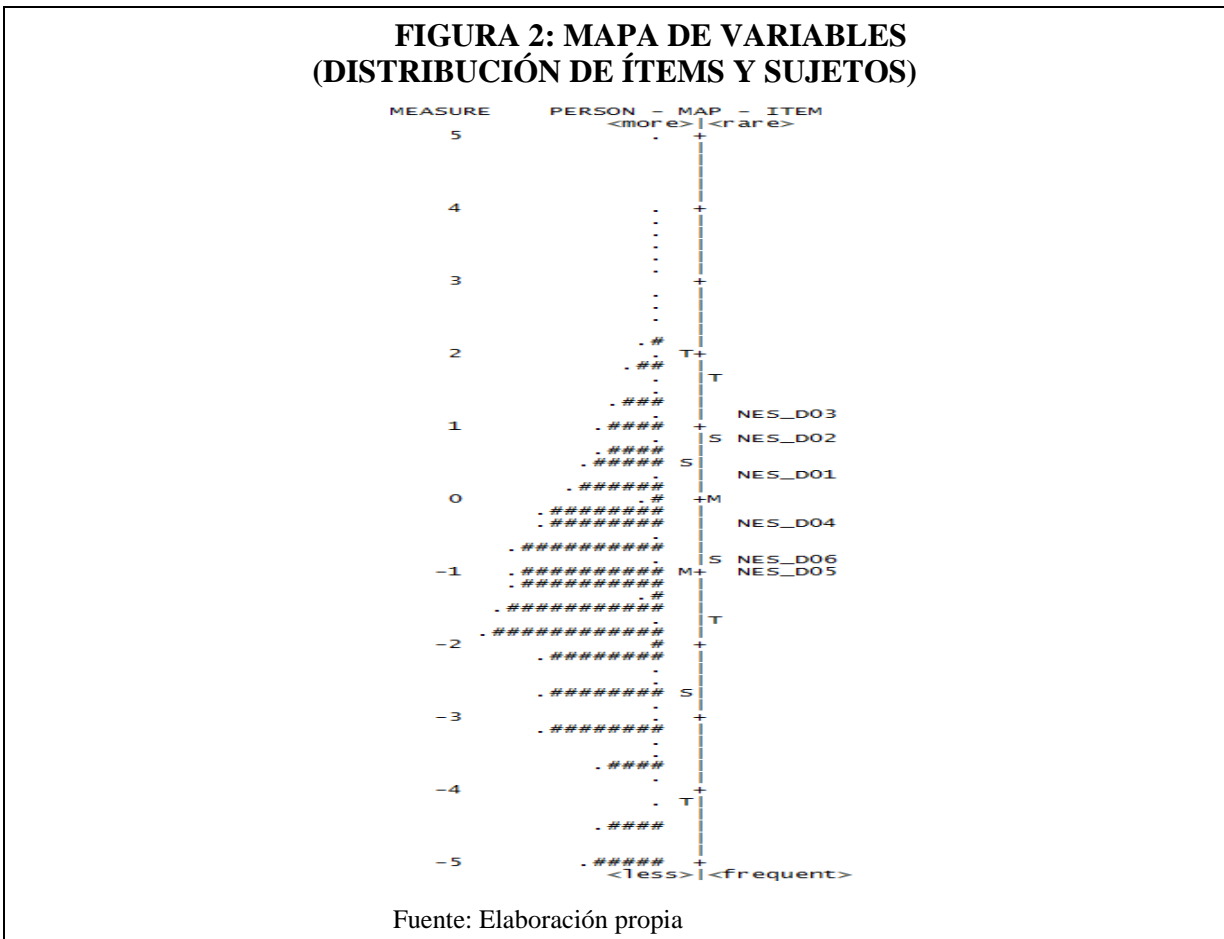 FIGURA 2: MAPA DE VARIABLES
(DISTRIBUCIÓN DE ÍTEMS Y SUJETOS)
MEASURE PERSON - MAP - ITEM
<more>|<rare>
5 . +
|
|
|
|
|
4 . +
. |
. |
. |
. |
. |
3 +
. |
. |
. |
|
.# |
2 . T+
.## |
. |T
. |
.### |
. | NES_D03
1 .#### +
. |S NES_D02
.#### |
.##### S|
. | NES_D01
.###### |
0 .# +M
.######## |
.######## | NES_D04
. |
.########## |
. |S NES_D06
-1 .########## M+ NES_D05
.########## |
.# |
.########### |
. |T
.############ |
-2 # +
.######## |
. |
. |
.######## S|
. |
-3 . +
.######## |
. |
. |
.#### |
. |
-4 +
. T|
|
.#### |
|
|
-5 .##### +
<less>|<frequent>
Fuente: Elaboración propia